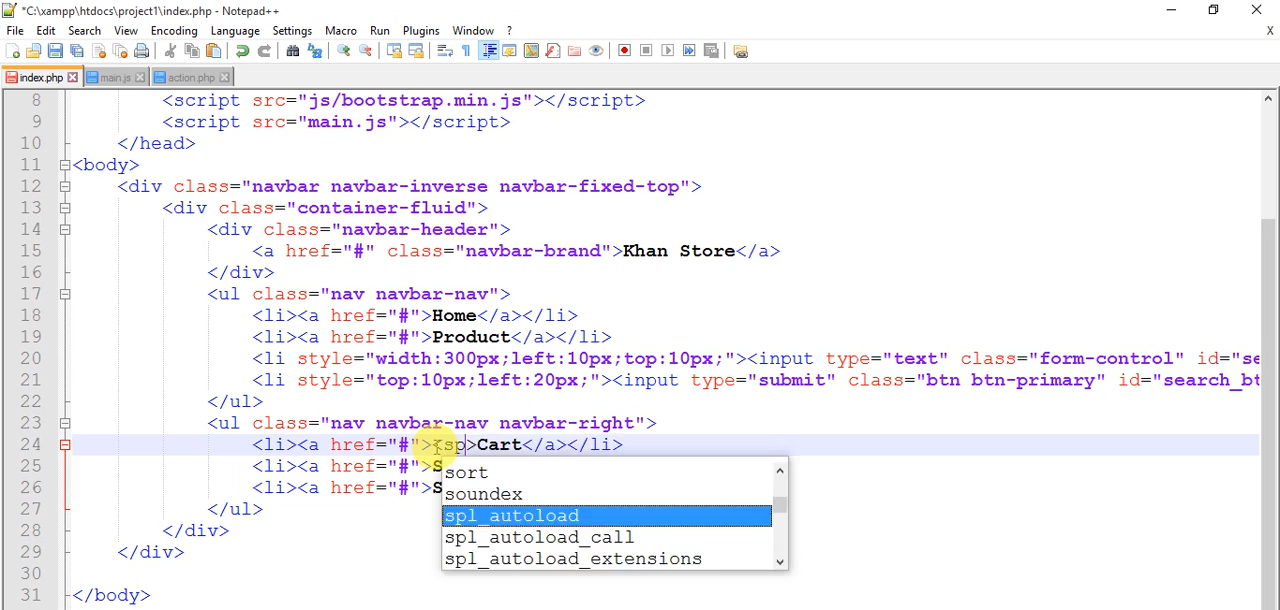 *C:\xampp\htdocs\project1\index.php - Notepad++
File Edit Search View Encoding Language Settings Macro Run Plugins Window ? X
index.php main.js action.php
8 <script src="js/bootstrap.min.js"></script>
9 <script src="main.js"></script>
10 </head>
11 <body>
12 <div class="navbar navbar-inverse navbar-fixed-top">
13 <div class="container-fluid">
14 <div class="navbar-header">
15 <a href="#" class="navbar-brand">Khan Store</a>
16 </div>
17 <ul class="nav navbar-nav">
18 <li><a href="#">Home</a></li>
19 <li><a href="#">Product</a></li>
20 <li style="width:300px;left:10px;top:10px;"><input type="text" class="form-control" id="se
21 <li style="top:10px;left:20px;"><input type="submit" class="btn btn-primary" id="search_bt
22 </ul>
23 <ul class="nav navbar-nav navbar-right">
24 <li><a href="#"><sp>Cart</a></li>
25 <li><a href="#">S
26 <li><a href="#">S
27 </ul>
28 </div>
29 </div>
30
31 </body>
sort
soundex
spl_autoload
spl_autoload_call
spl_autoload_extensions